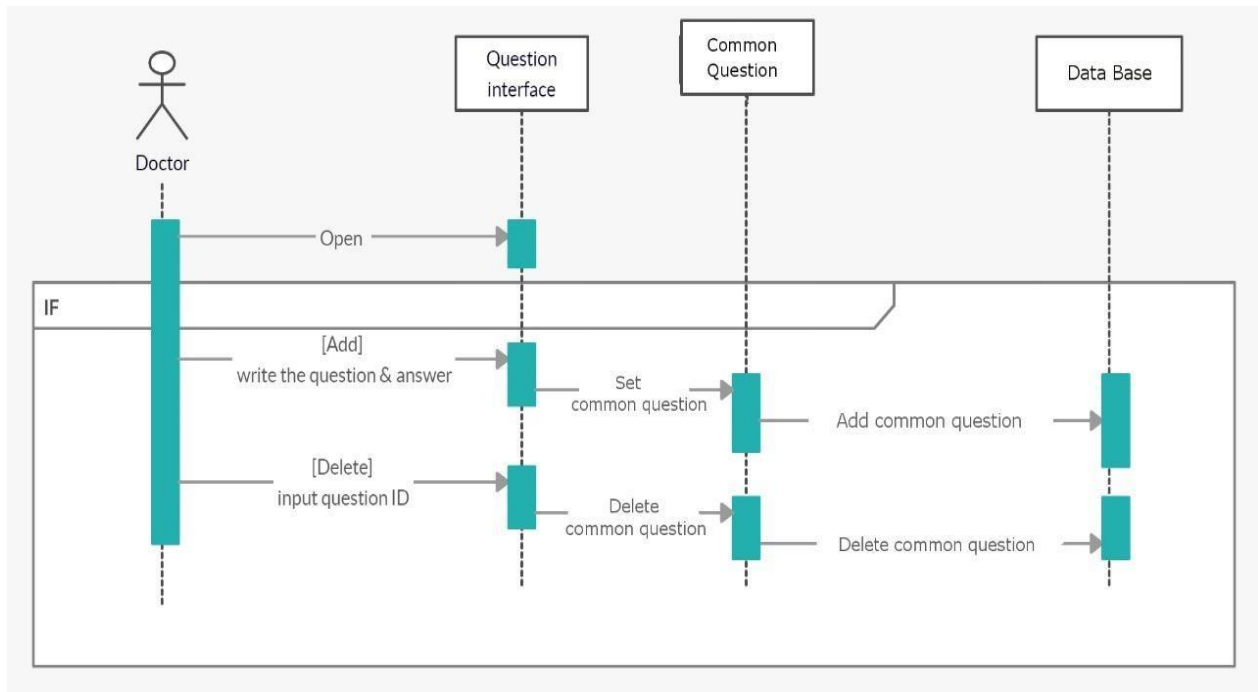 Question
interface
Common
Question
Data Base
Doctor
Open
IF
[Add]
write the question & answer
Set
common question
Add common question
[Delete]
input question ID
Delete
common question
Delete common question